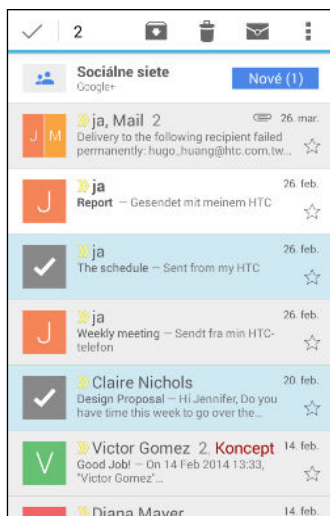 2
Sociálne siete
Google+
Nové (1)
J M
ja, Mail 2
26. mar.
Delivery to the following recipient failed
permanently: hugo_huang@htc.com.tw...
J
ja
26. feb.
Report – Gesendet mit meinem HTC
ja
26. feb.
The schedule – Sent from my HTC
J
ja
26. feb.
Weekly meeting – Sendt fra min HTC-
telefon
Claire Nichols
20. feb.
Design Proposal – Hi Jennifer, Do you
have time this week to go over the...
V
Victor Gomez 2, Koncept
14. feb.
Good Job! – On 14 Feb 2014 13:33,
"Victor Gomez"...
Diana Mayer
14. feb.